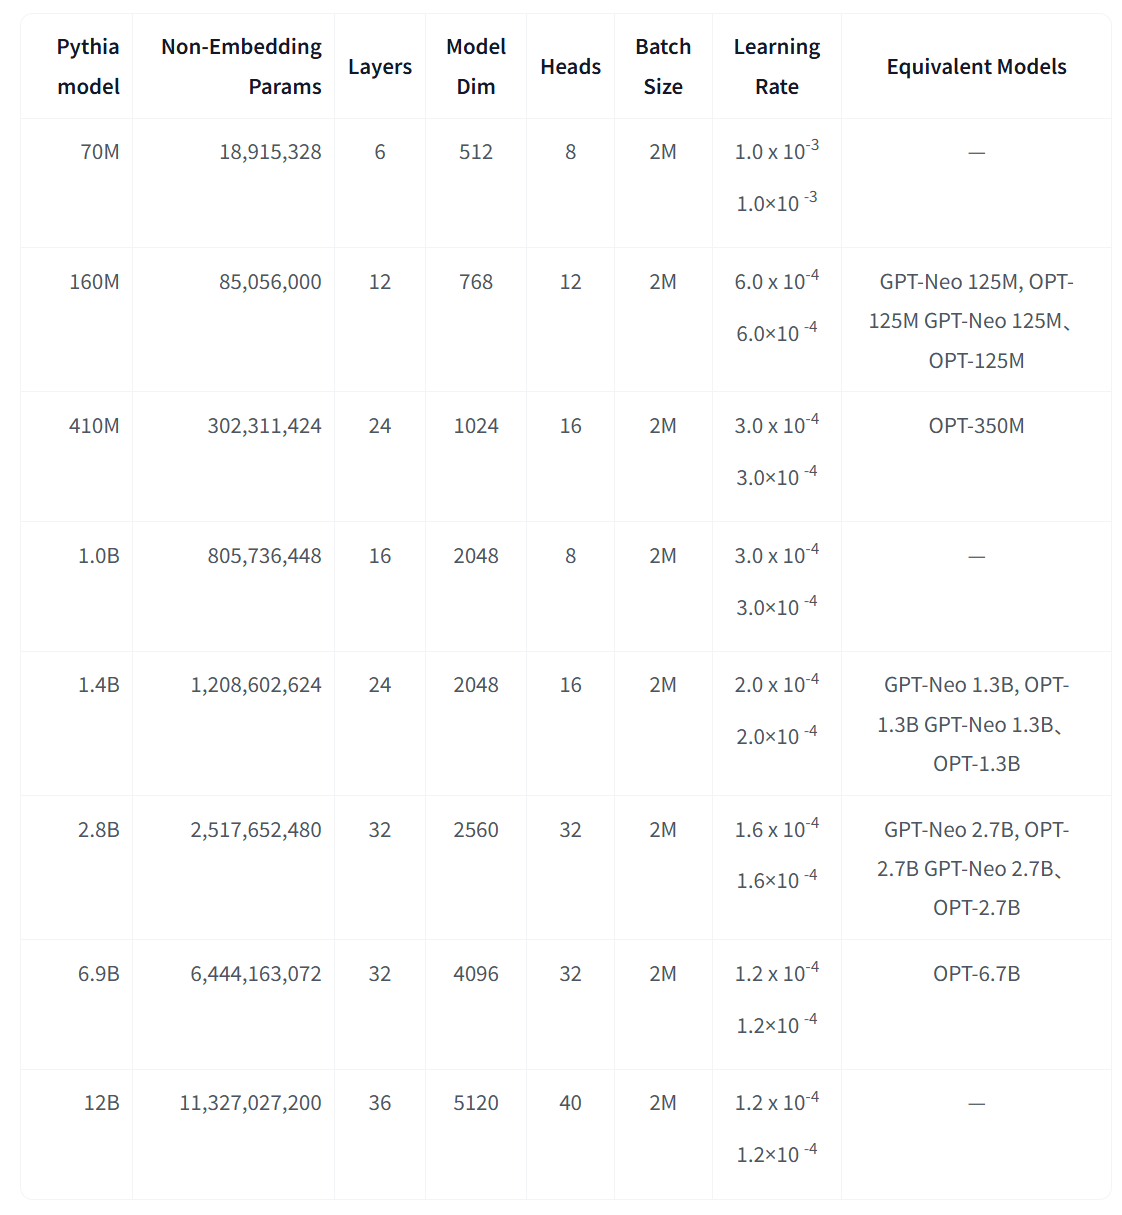 Pythia model Non-Embedding Params Layers Model Dim Heads Batch Size Learning Rate Equivalent Models
70M 18,915,328 6 512 8 2M 1.0 x 10-3 —
1.0×10 -3
160M 85,056,000 12 768 12 2M 6.0 x 10-4 GPT-Neo 125M, OPT-
6.0×10 -4 125M GPT-Neo 125M、
OPT-125M
410M 302,311,424 24 1024 16 2M 3.0 x 10-4 OPT-350M
3.0×10 -4
1.0B 805,736,448 16 2048 8 2M 3.0 x 10-4 —
3.0×10 -4
1.4B 1,208,602,624 24 2048 16 2M 2.0 x 10-4 GPT-Neo 1.3B, OPT-
2.0×10 -4 1.3B GPT-Neo 1.3B、
OPT-1.3B
2.8B 2,517,652,480 32 2560 32 2M 1.6 x 10-4 GPT-Neo 2.7B, OPT-
1.6×10 -4 2.7B GPT-Neo 2.7B、
OPT-2.7B
6.9B 6,444,163,072 32 4096 32 2M 1.2 x 10-4 OPT-6.7B
1.2×10 -4
12B 11,327,027,200 36 5120 40 2M 1.2 x 10-4 —
1.2×10 -4